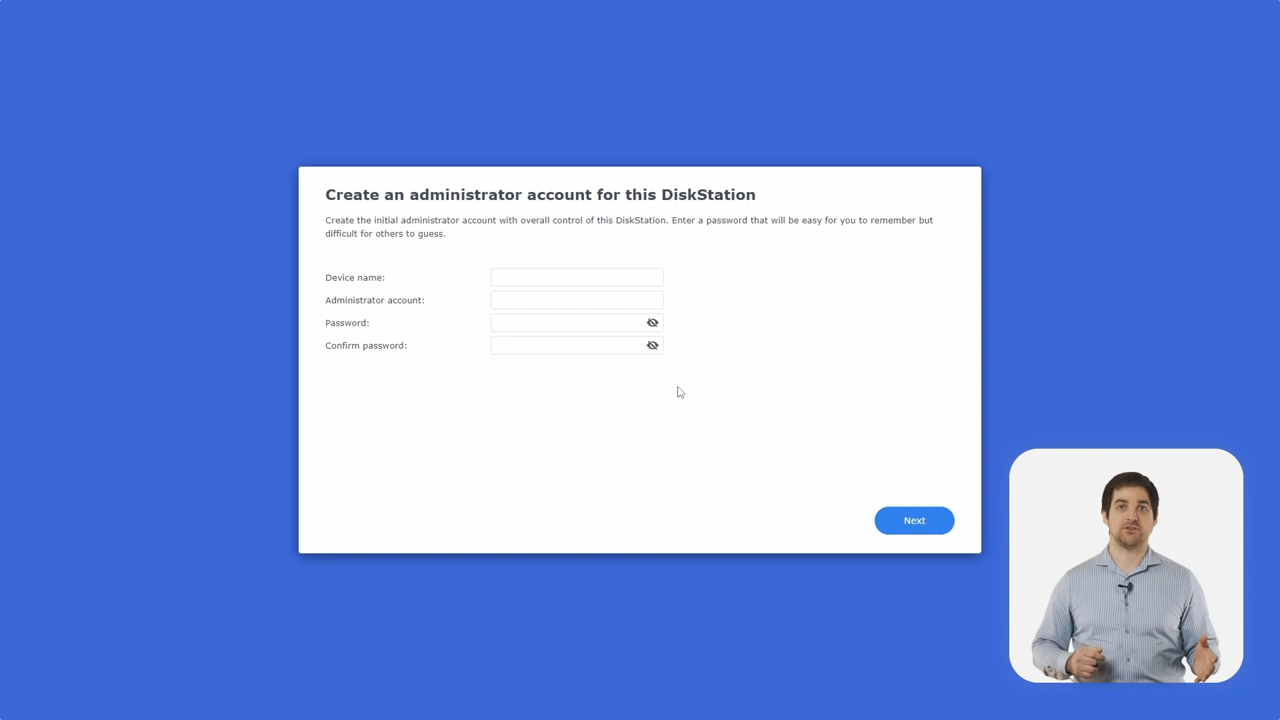 Create an administrator account for this DiskStation
Create the initial administrator account with overall control of this DiskStation. Enter a password that will be easy for you to remember but
difficult for others to guess.
Device name:
Administrator account:
Password:
Confirm password:
Next